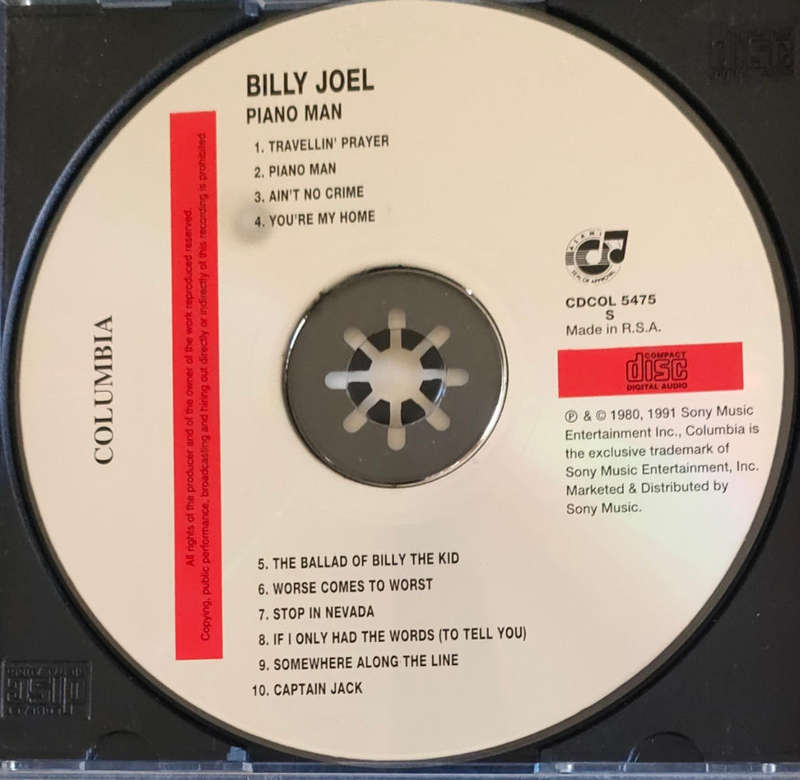 BILLY JOEL
PIANO MAN
1. TRAVELLIN' PRAYER
2. PIANO MAN
3. AIN'T NO CRIME
4. YOU'RE MY HOME
COLUMBIA
All rights of the producer and of the owner of the work reproduced reserved.
Copying, public performance, broadcasting and hiring out directly or indirectly of this recording is prohibited.
SEAL OF APPROVAL
CDCOL 5475
S
Made in R.S.A.
COMPACT
disc
DIGITAL AUDIO
℗ & © 1980, 1991 Sony Music
Entertainment Inc., Columbia is
the exclusive trademark of
Sony Music Entertainment, Inc.
Marketed & Distributed by
Sony Music.
5. THE BALLAD OF BILLY THE KID
6. WORSE COMES TO WORST
7. STOP IN NEVADA
8. IF I ONLY HAD THE WORDS (TO TELL YOU)
9. SOMEWHERE ALONG THE LINE
10. CAPTAIN JACK